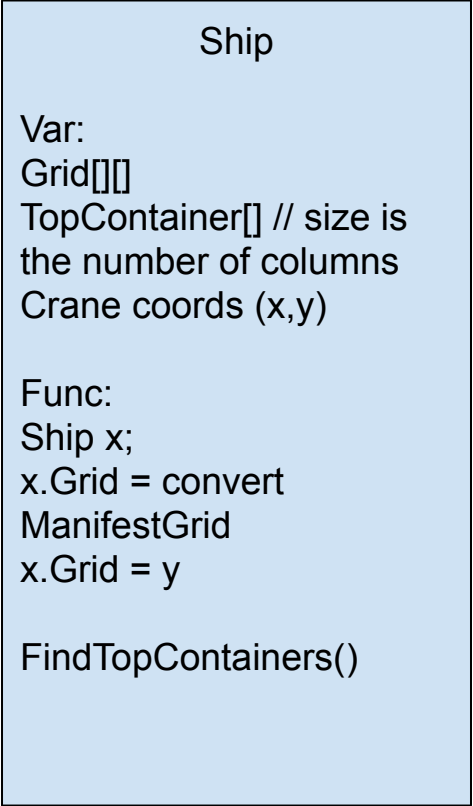 Ship
Var:
Grid[][]
TopContainer[] // size is
the number of columns
Crane coords (x,y)
Func:
Ship x;
x.Grid = convert
ManifestGrid
x.Grid = y
FindTopContainers()